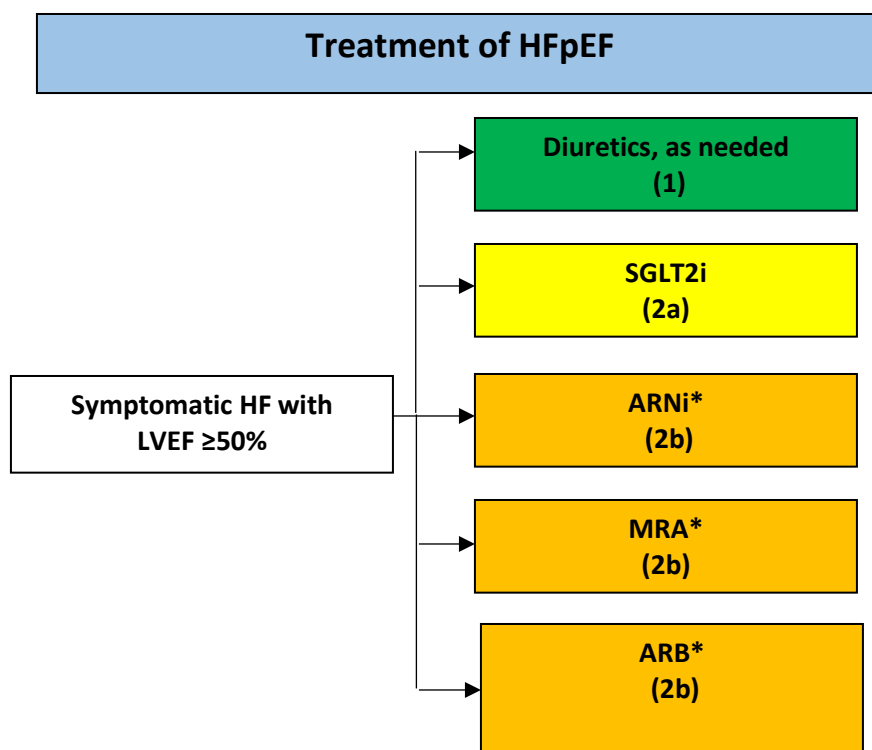 Treatment of HFpEF
Diuretics, as needed
(1)
SGLT2i
(2a)
Symptomatic HF with
LVEF ≥50%
ARNi*
(2b)
MRA*
(2b)
ARB*
(2b)